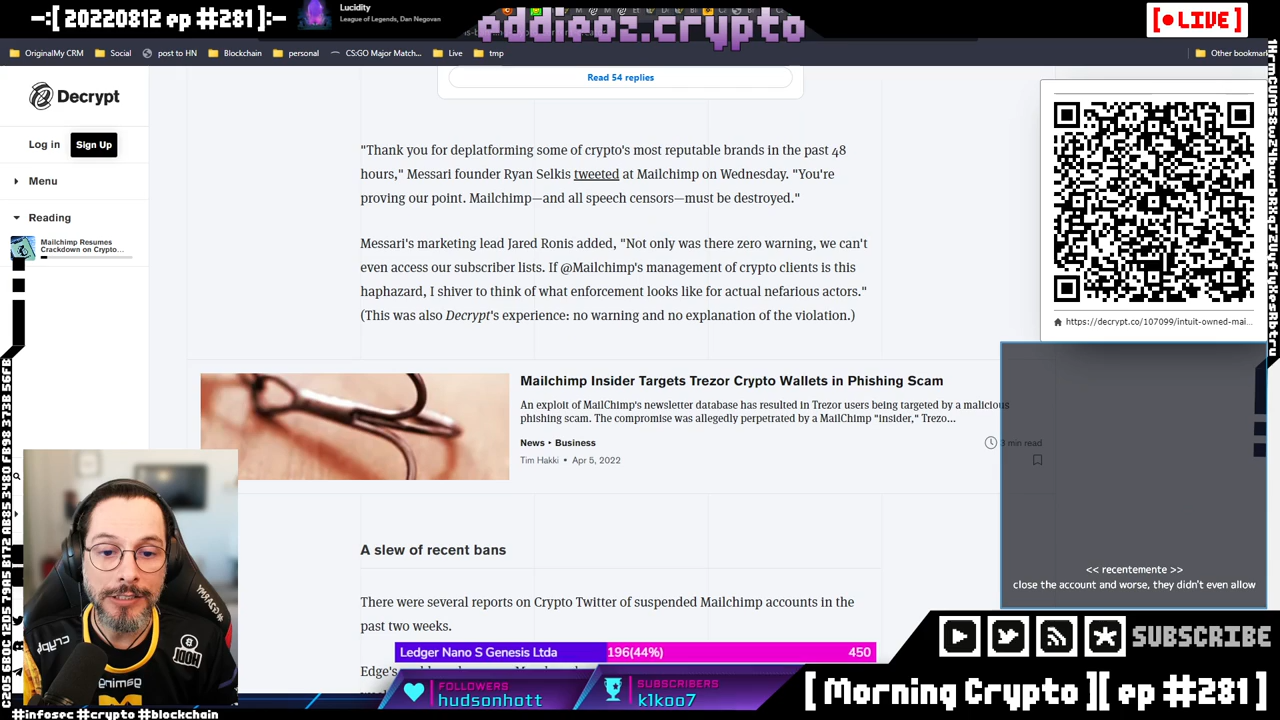 -:[ 20220812 ep #281 ]:-
Lucidity
League of Legends, Dan Negovan
eddieoz.crypto
[ ● LIVE ]
OriginalMy CRM
Social
post to HN
Blockchain
personal
CS:GO Major Match...
Live
tmp
Other bookmar
Decrypt
Log in
Sign Up
Menu
Reading
Mailchimp Resumes
Crackdown on Crypto...
Read 54 replies
"Thank you for deplatforming some of crypto's most reputable brands in the past 48
hours," Messari founder Ryan Selkis tweeted at Mailchimp on Wednesday. "You're
proving our point. Mailchimp—and all speech censors—must be destroyed."
Messari's marketing lead Jared Ronis added, "Not only was there zero warning, we can't
even access our subscriber lists. If @Mailchimp's management of crypto clients is this
haphazard, I shiver to think of what enforcement looks like for actual nefarious actors."
(This was also Decrypt's experience: no warning and no explanation of the violation.)
https://decrypt.co/107099/intuit-owned-mai...
Mailchimp Insider Targets Trezor Crypto Wallets in Phishing Scam
An exploit of MailChimp's newsletter database has resulted in Trezor users being targeted by a malicious
phishing scam. The compromise was allegedly perpetrated by a MailChimp "insider," Trezo...
News • Business
3 min read
Tim Hakki • Apr 5, 2022
A slew of recent bans
There were several reports on Crypto Twitter of suspended Mailchimp accounts in the
past two weeks.
Edge's
<< recentemente >>
close the account and worse, they didn't even allow
Ledger Nano S Genesis Ltda
196(44%)
450
FOLLOWERS
hudsonhott
SUBSCRIBERS
k1koo7
SUBSCRIBE
[ Morning Crypto ][ ep #281 ]
#infosec #crypto #blockchain